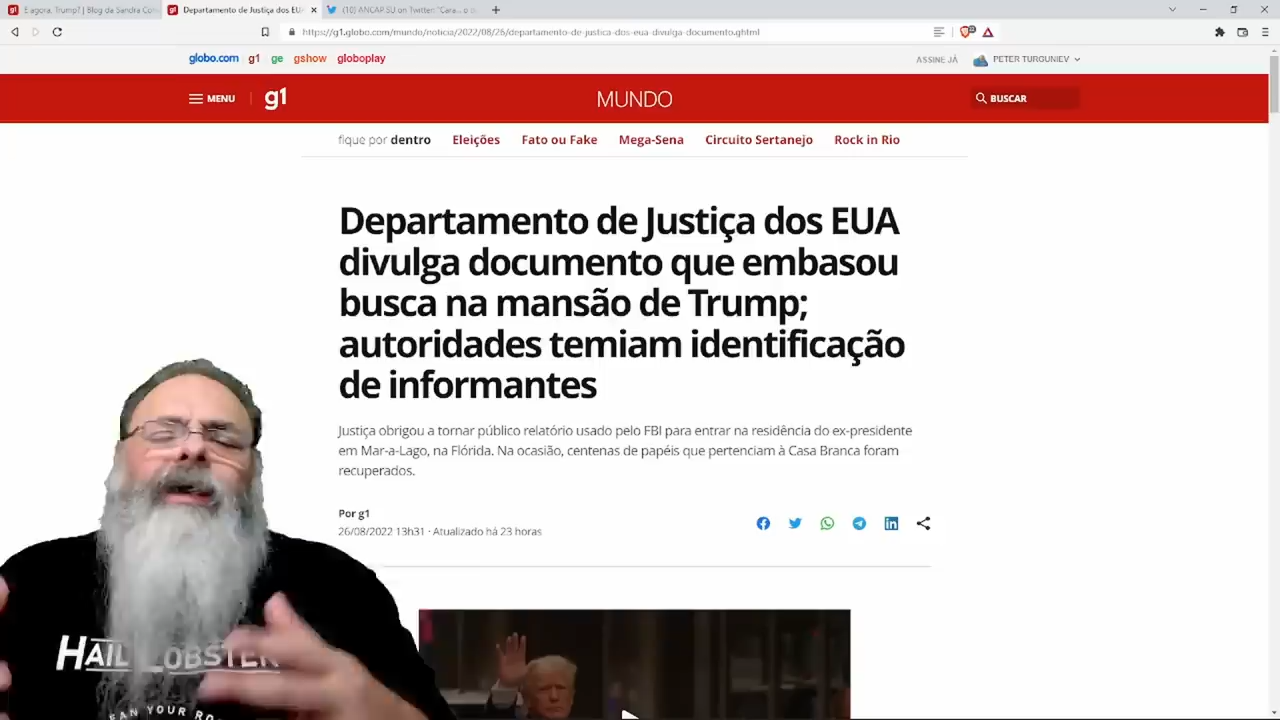 E agora, Trump? | Blog da Sandra Co
Departamento de Justiça dos EUA
(10) ANCAP.SU on Twitter: "Cara... o
https://g1.globo.com/mundo/noticia/2022/08/26/departamento-de-justica-dos-eua-divulga-documento.ghtml
globo.com g1 ge gshow globoplay
ASSINE JÁ
PETER TURGUNIEV
MENU
g1
MUNDO
BUSCAR
fique por dentro
Eleições
Fato ou Fake
Mega-Sena
Circuito Sertanejo
Rock in Rio
Departamento de Justiça dos EUA
divulga documento que embasou
busca na mansão de Trump;
autoridades temiam identificação
de informantes
Justiça obrigou a tornar público relatório usado pelo FBI para entrar na residência do ex-presidente
em Mar-a-Lago, na Flórida. Na ocasião, centenas de papéis que pertenciam à Casa Branca foram
recuperados.
Por g1
26/08/2022 13h31 · Atualizado há 23 horas
HAIL LOBSTER
YOUR